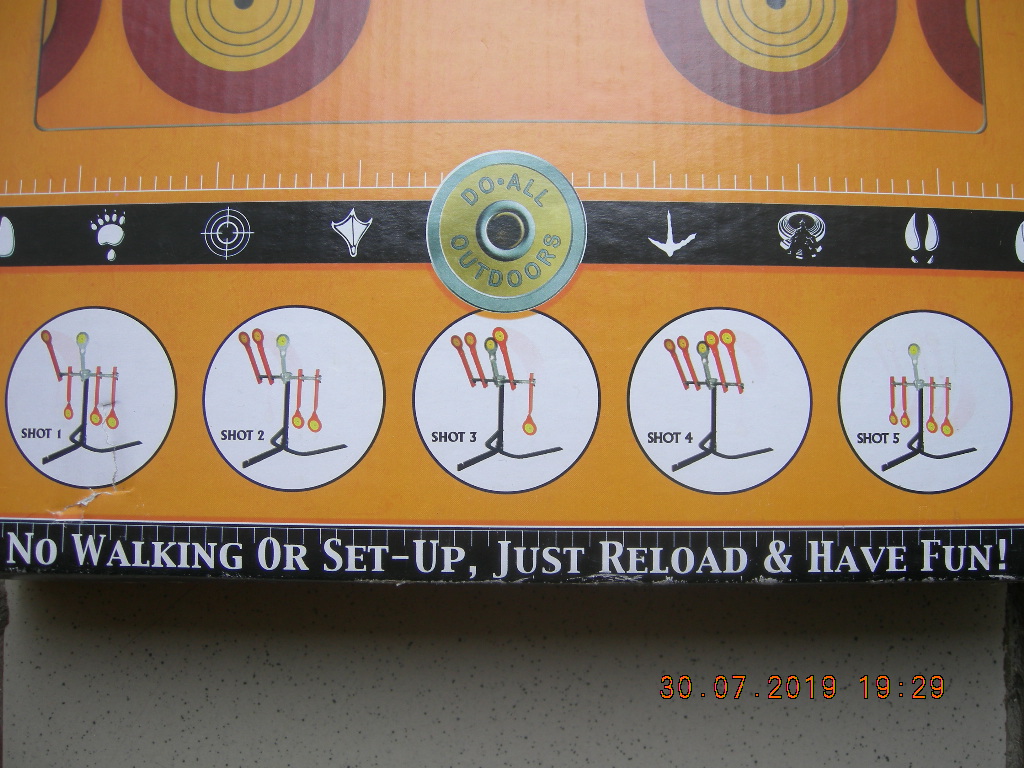 DO·ALL
OUTDOORS
SHOT 1
SHOT 2
SHOT 3
SHOT 4
SHOT 5
NO WALKING OR SET-UP, JUST RELOAD & HAVE FUN!
30.07.2019 19:29